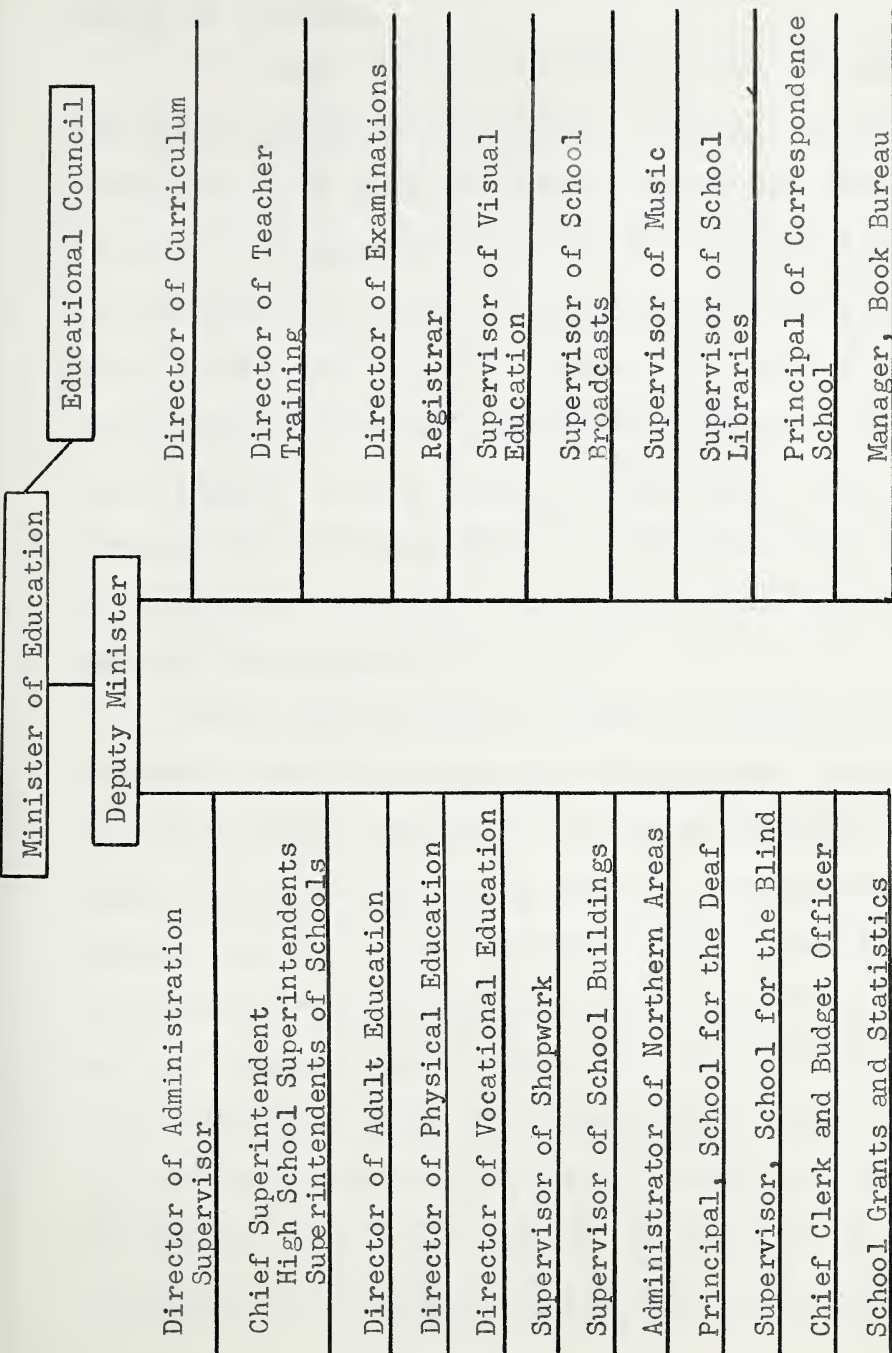 Minister of Education
Educational Council
Deputy Minister
Director of Administration
Supervisor
Chief Superintendent
High School Superintendents
Superintendents of Schools
Director of Adult Education
Director of Physical Education
Director of Vocational Education
Supervisor of Shopwork
Supervisor of School Buildings
Administrator of Northern Areas
Principal, School for the Deaf
Supervisor, School for the Blind
Chief Clerk and Budget Officer
School Grants and Statistics
Director of Curriculum
Director of Teacher
Training
Director of Examinations
Registrar
Supervisor of Visual
Education
Supervisor of School
Broadcasts
Supervisor of Music
Supervisor of School
Libraries
Principal of Correspondence
School
Manager, Book Bureau